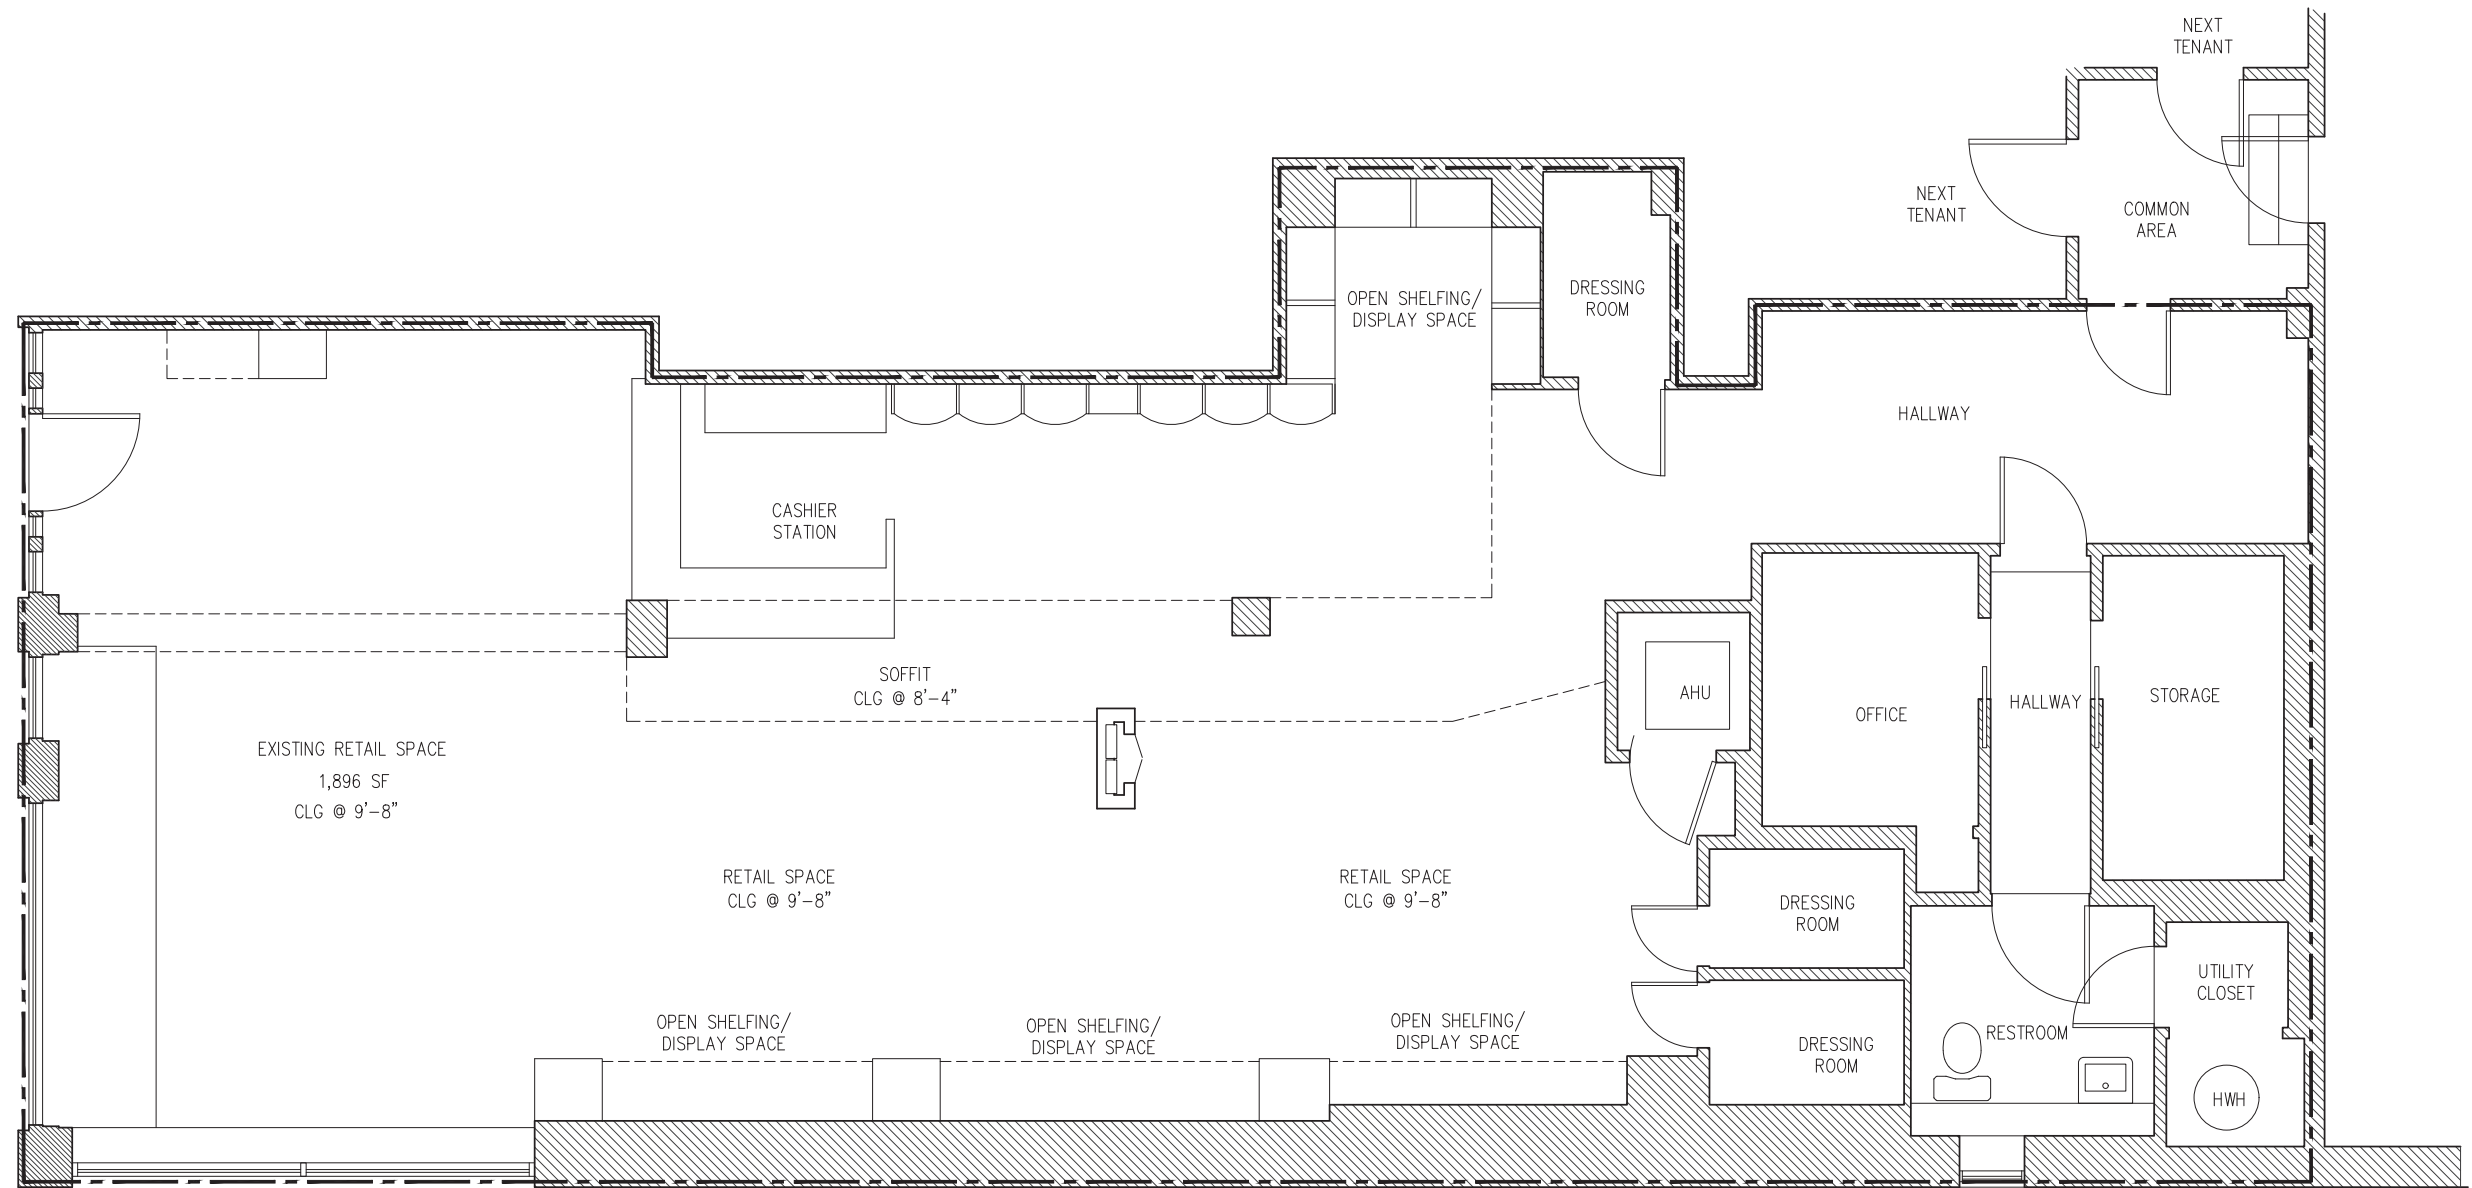 NEXT
TENANT
NEXT
TENANT
COMMON
AREA
OPEN SHELFING/
DISPLAY SPACE
DRESSING
ROOM
HALLWAY
CASHIER
STATION
SOFFIT
CLG @ 8'-4"
AHU
OFFICE
HALLWAY
STORAGE
EXISTING RETAIL SPACE
1,896 SF
CLG @ 9'-8"
RETAIL SPACE
CLG @ 9'-8"
RETAIL SPACE
CLG @ 9'-8"
DRESSING
ROOM
UTILITY
CLOSET
OPEN SHELFING/
DISPLAY SPACE
OPEN SHELFING/
DISPLAY SPACE
OPEN SHELFING/
DISPLAY SPACE
RESTROOM
DRESSING
ROOM
HWH